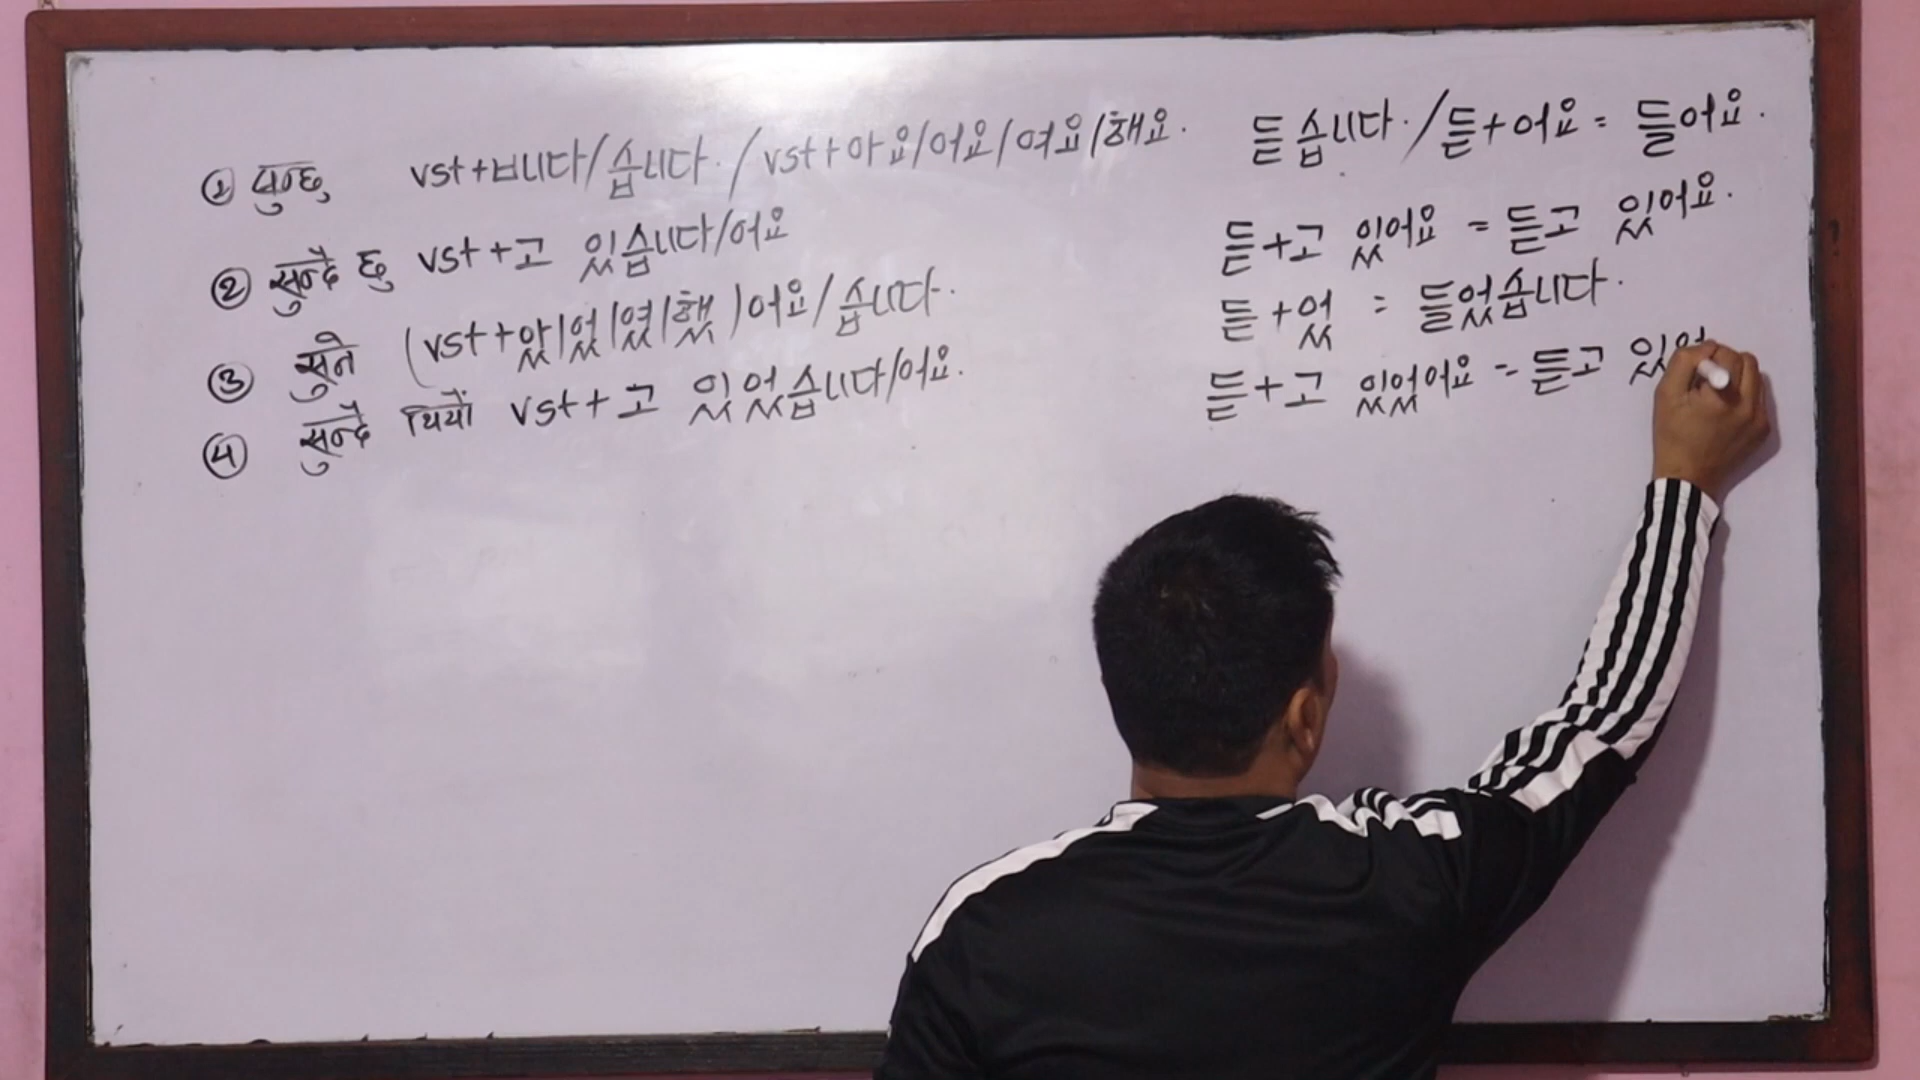 ① सुन्छु vst+ㅂ니다/습니다. / vst+아요/어요/여요/해요. 듣습니다. / 듣+어요 = 들어요.
② सुन्दै छु vst+고 있습니다/어요 듣+고 있어요 = 듣고 있어요.
③ सुने (vst+았/었/였/했)어요/습니다. 듣+었 = 들었습니다.
④ सुन्दै थियौं vst+고 있었습니다/어요. 듣+고 있었어요 = 듣고